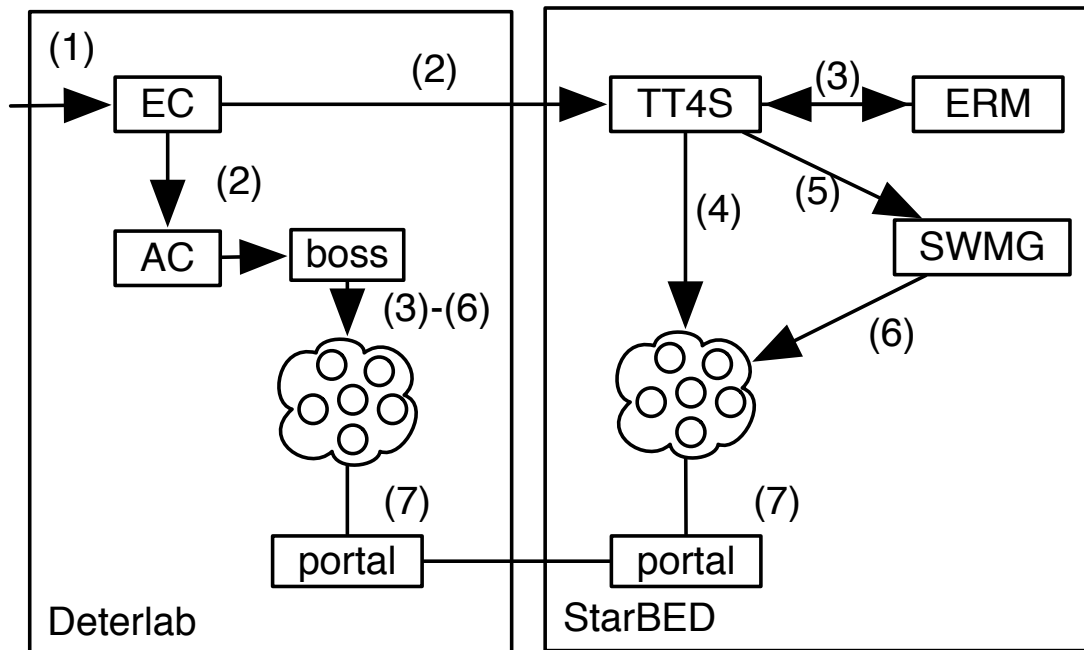 (1)
EC
(2)
(2)
AC
boss
(3)-(6)
(7)
portal
Deterlab
TT4S
(3)
ERM
(4)
(5)
SWMG
(6)
(7)
portal
StarBED